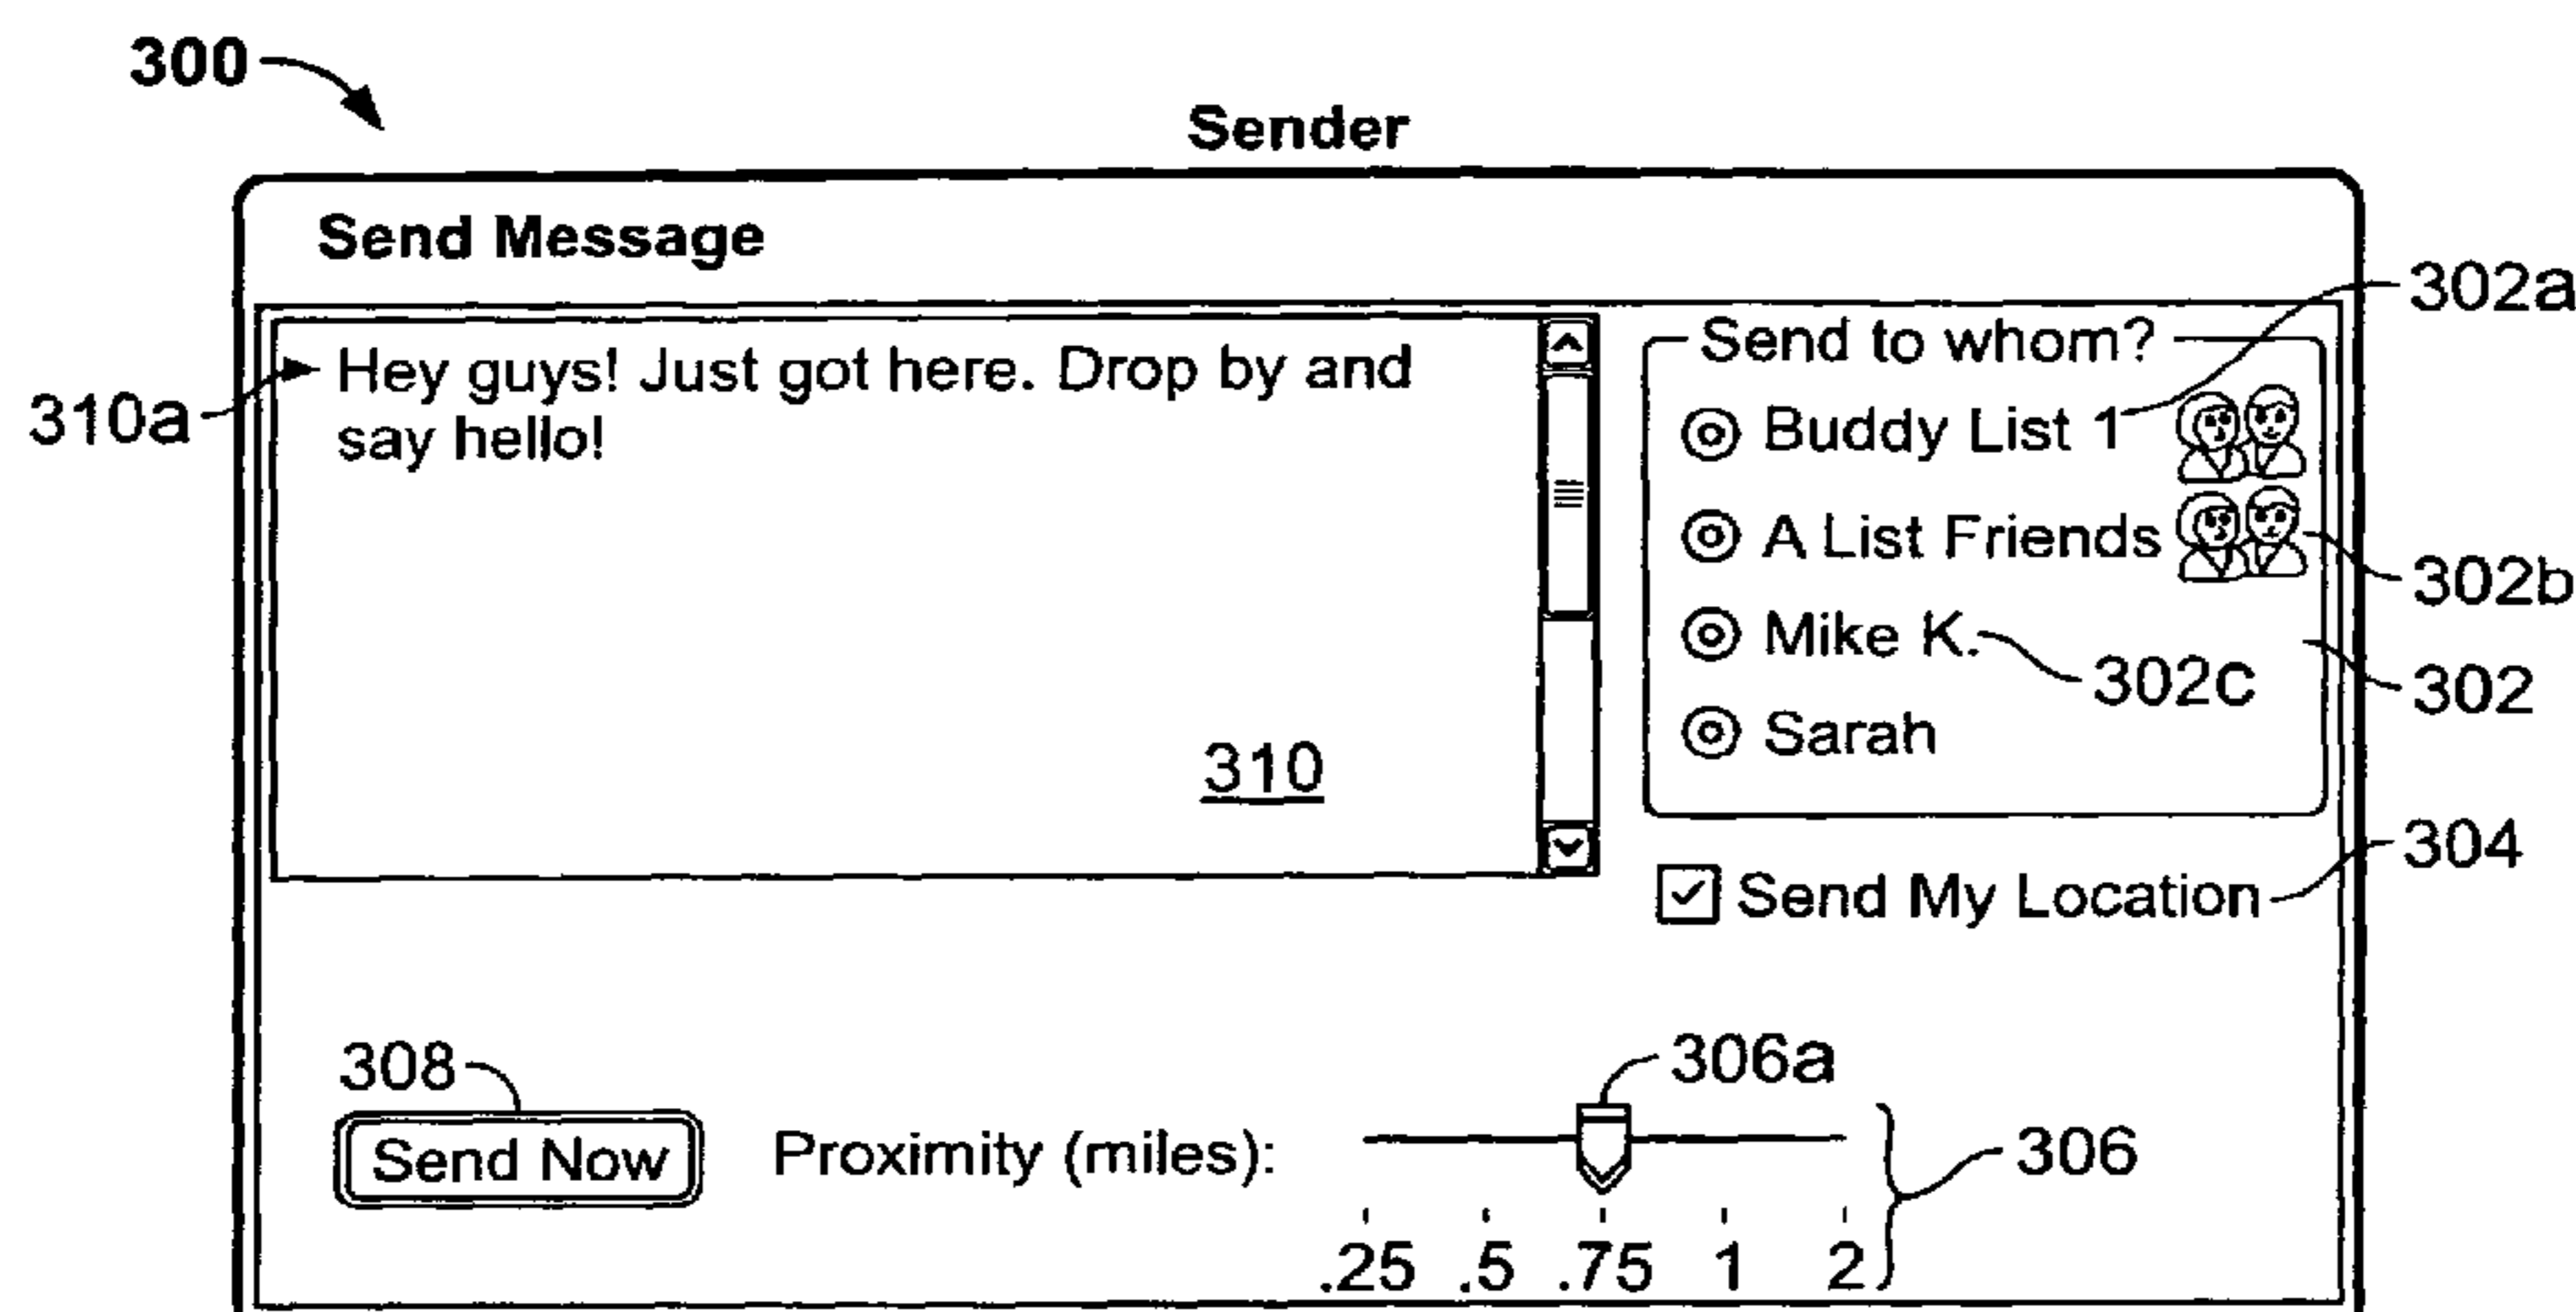 300
Sender
Send Message
302a
Send to whom?
310a
Hey guys! Just got here. Drop by and
say hello!
Buddy List 1
A List Friends
302b
Mike K.
302c
302
Sarah
310
304
Send My Location
308
306a
Send Now
Proximity (miles):
306
.25 .5 .75 1 2